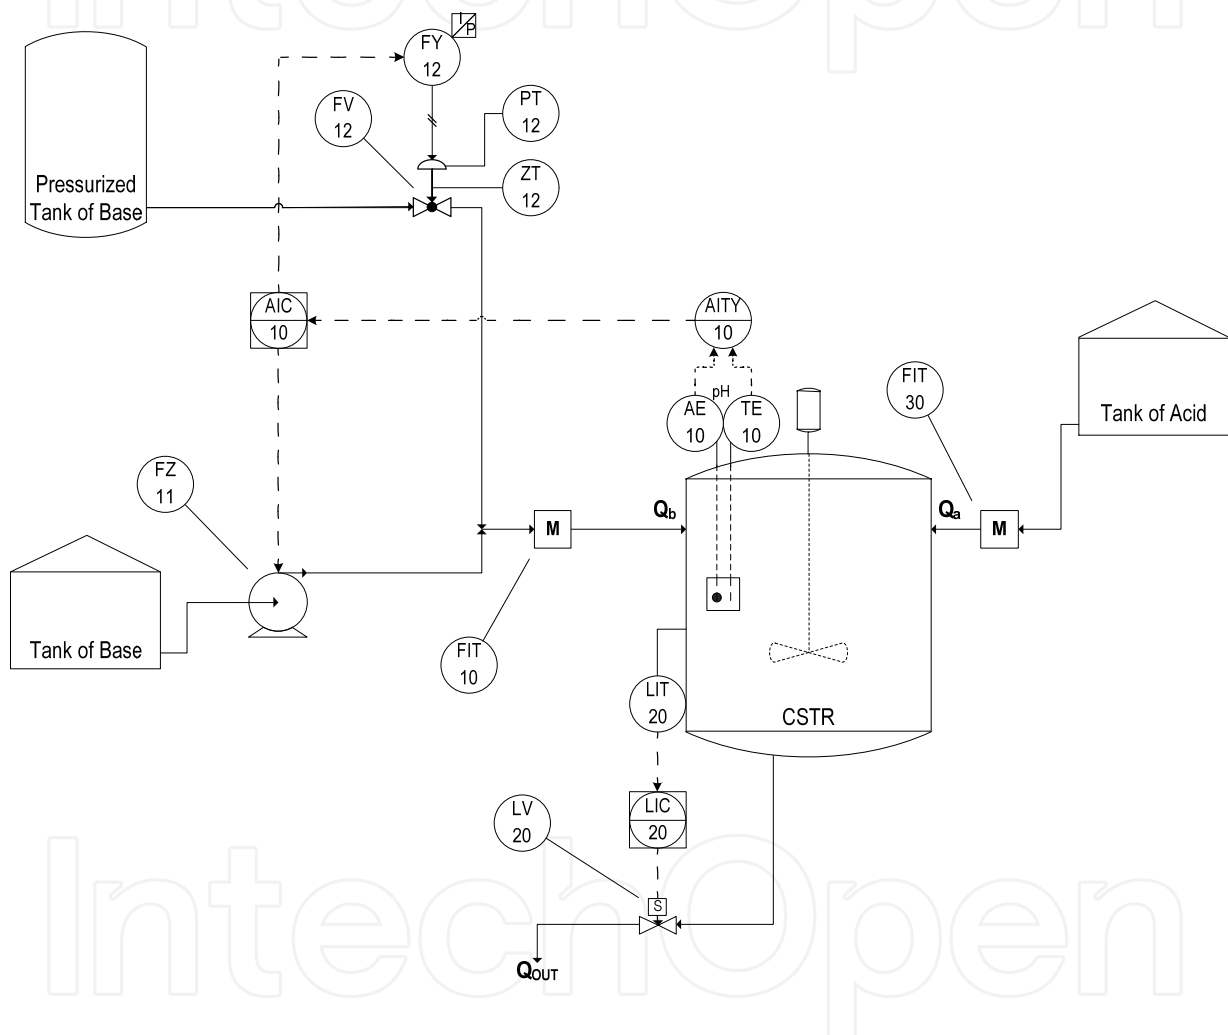 IntechOpen
I
P
FY
12
FV
12
PT
12
ZT
12
Pressurized
Tank of Base
AIC
10
AITY
10
pH
AE
10
TE
10
FIT
30
Tank of Acid
FZ
11
Qb
M
Qa
M
Tank of Base
FIT
10
LIT
20
CSTR
LV
20
LIC
20
S
QOUT
IntechOpen